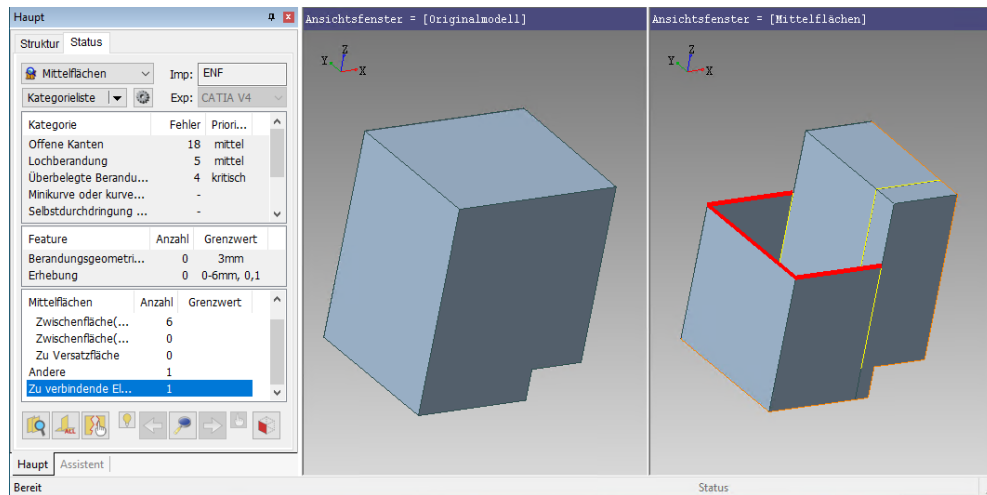 Haupt
Struktur Status
Mittelflächen Imp: ENF
Kategorieliste Exp: CATIA V4
Kategorie Fehler Priori...
Offene Kanten 18 mittel
Lochberandung 5 mittel
Überbelegte Berandu... 4 kritisch
Minikurve oder kurve... -
Selbstdurchdringung ... -
Feature Anzahl Grenzwert
Berandungsgeometri... 0 3mm
Erhebung 0 0-6mm, 0,1
Mittelflächen Anzahl Grenzwert
Zwischenfläche(... 6
Zwischenfläche(... 0
Zu Versatzfläche 0
Andere 1
Zu verbindende El... 1
ALL
Haupt Assistent
Bereit Status
Ansichtsfenster = [Originalmodell]
Z
Y X
Ansichtsfenster = [Mittelflächen]
Z
Y X